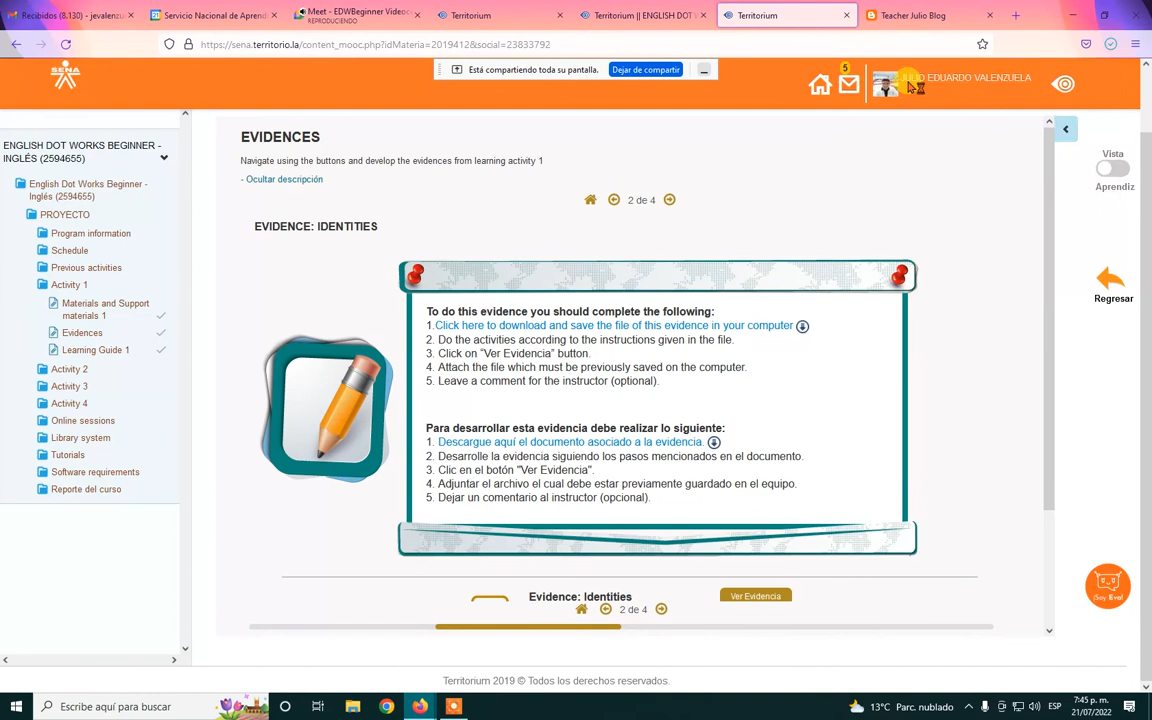 Recibidos (8.130) - jevalenzu
Servicio Nacional de Aprend
Meet - EDWBeginner Videoc
REPRODUCIENDO
Territorium
Territorium || ENGLISH DOT W
Territorium
Teacher Julio Blog
https://sena.territorio.la/content_mooc.php?idMateria=2019412&social=23833792
Está compartiendo toda su pantalla.
Dejar de compartir
SENA
5
JULIO EDUARDO VALENZUELA
ENGLISH DOT WORKS BEGINNER -
INGLÉS (2594655)
English Dot Works Beginner -
Inglés (2594655)
PROYECTO
Program information
Schedule
Previous activities
Activity 1
Materials and Support
materials 1
Evidences
Learning Guide 1
Activity 2
Activity 3
Activity 4
Online sessions
Library system
Tutorials
Software requirements
Reporte del curso
EVIDENCES
Navigate using the buttons and develop the evidences from learning activity 1
- Ocultar descripción
2 de 4
EVIDENCE: IDENTITIES
To do this evidence you should complete the following:
1.Click here to download and save the file of this evidence in your computer
2. Do the activities according to the instructions given in the file.
3. Click on "Ver Evidencia" button.
4. Attach the file which must be previously saved on the computer.
5. Leave a comment for the instructor (optional).
Para desarrollar esta evidencia debe realizar lo siguiente:
1. Descargue aquí el documento asociado a la evidencia.
2. Desarrolle la evidencia siguiendo los pasos mencionados en el documento.
3. Clic en el botón "Ver Evidencia".
4. Adjuntar el archivo el cual debe estar previamente guardado en el equipo.
5. Dejar un comentario al instructor (opcional).
Evidence: Identities
Ver Evidencia
2 de 4
Vista
Aprendiz
Regresar
¡Soy Eva!
Territorium 2019 © Todos los derechos reservados.
Escribe aquí para buscar
13°C Parc. nublado
ESP
7:45 p. m.
21/07/2022